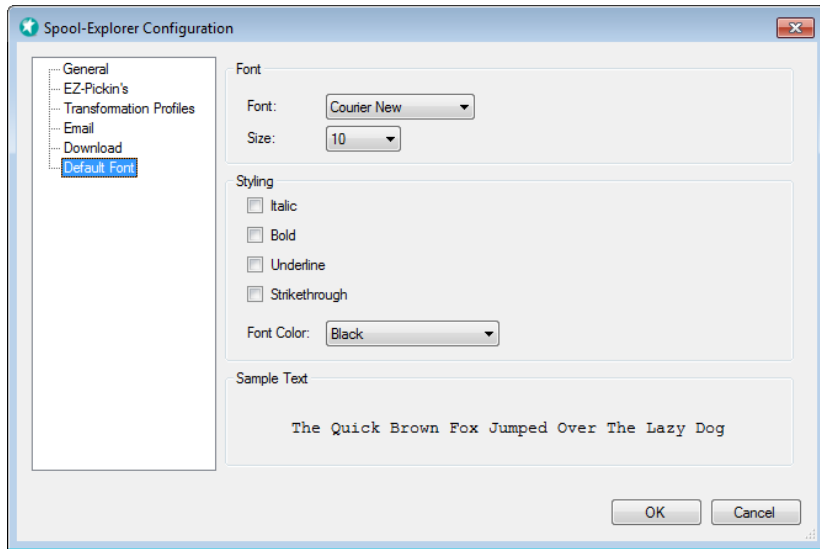 Spool-Explorer Configuration
General
EZ-Pickin's
Transformation Profiles
Email
Download
Default Font
Font
Font: Courier New
Size: 10
Styling
Italic
Bold
Underline
Strikethrough
Font Color: Black
Sample Text
The Quick Brown Fox Jumped Over The Lazy Dog
OK Cancel